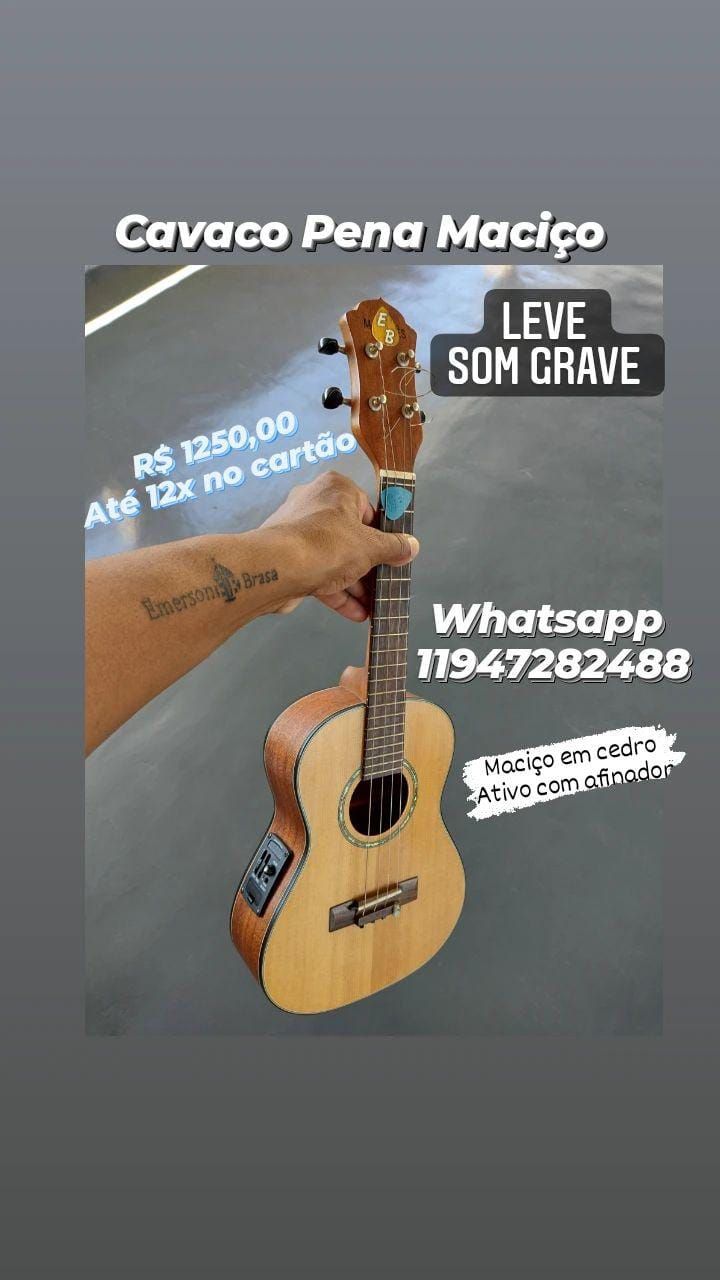 Cavaco Pena Maciço
LEVE
SOM GRAVE
E
B
R$ 1250,00
Até 12x no cartão
Emerson Brasa
Whatsapp
11947282488
Maciço em cedro
Ativo com afinador